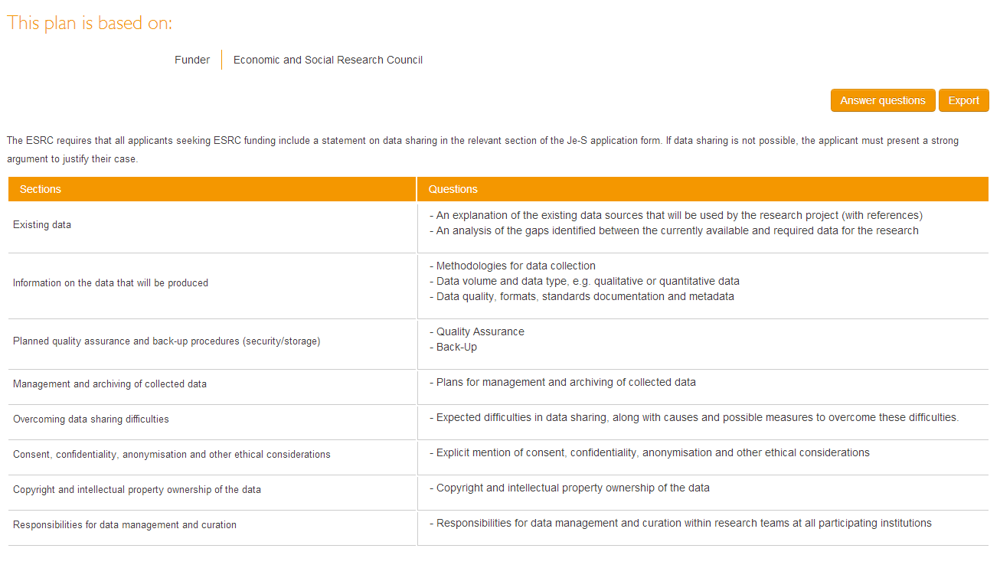 This plan is based on:
Funder
Economic and Social Research Council
Answer questions
Export
The ESRC requires that all applicants seeking ESRC funding include a statement on data sharing in the relevant section of the Je-S application form. If data sharing is not possible, the applicant must present a strong
argument to justify their case.
Sections
Questions
Existing data
- An explanation of the existing data sources that will be used by the research project (with references)
- An analysis of the gaps identified between the currently available and required data for the research
Information on the data that will be produced
- Methodologies for data collection
- Data volume and data type, e.g. qualitative or quantitative data
- Data quality, formats, standards documentation and metadata
Planned quality assurance and back-up procedures (security/storage)
- Quality Assurance
- Back-Up
Management and archiving of collected data
- Plans for management and archiving of collected data
Overcoming data sharing difficulties
- Expected difficulties in data sharing, along with causes and possible measures to overcome these difficulties.
Consent, confidentiality, anonymisation and other ethical considerations
- Explicit mention of consent, confidentiality, anonymisation and other ethical considerations
Copyright and intellectual property ownership of the data
- Copyright and intellectual property ownership of the data
Responsibilities for data management and curation
- Responsibilities for data management and curation within research teams at all participating institutions